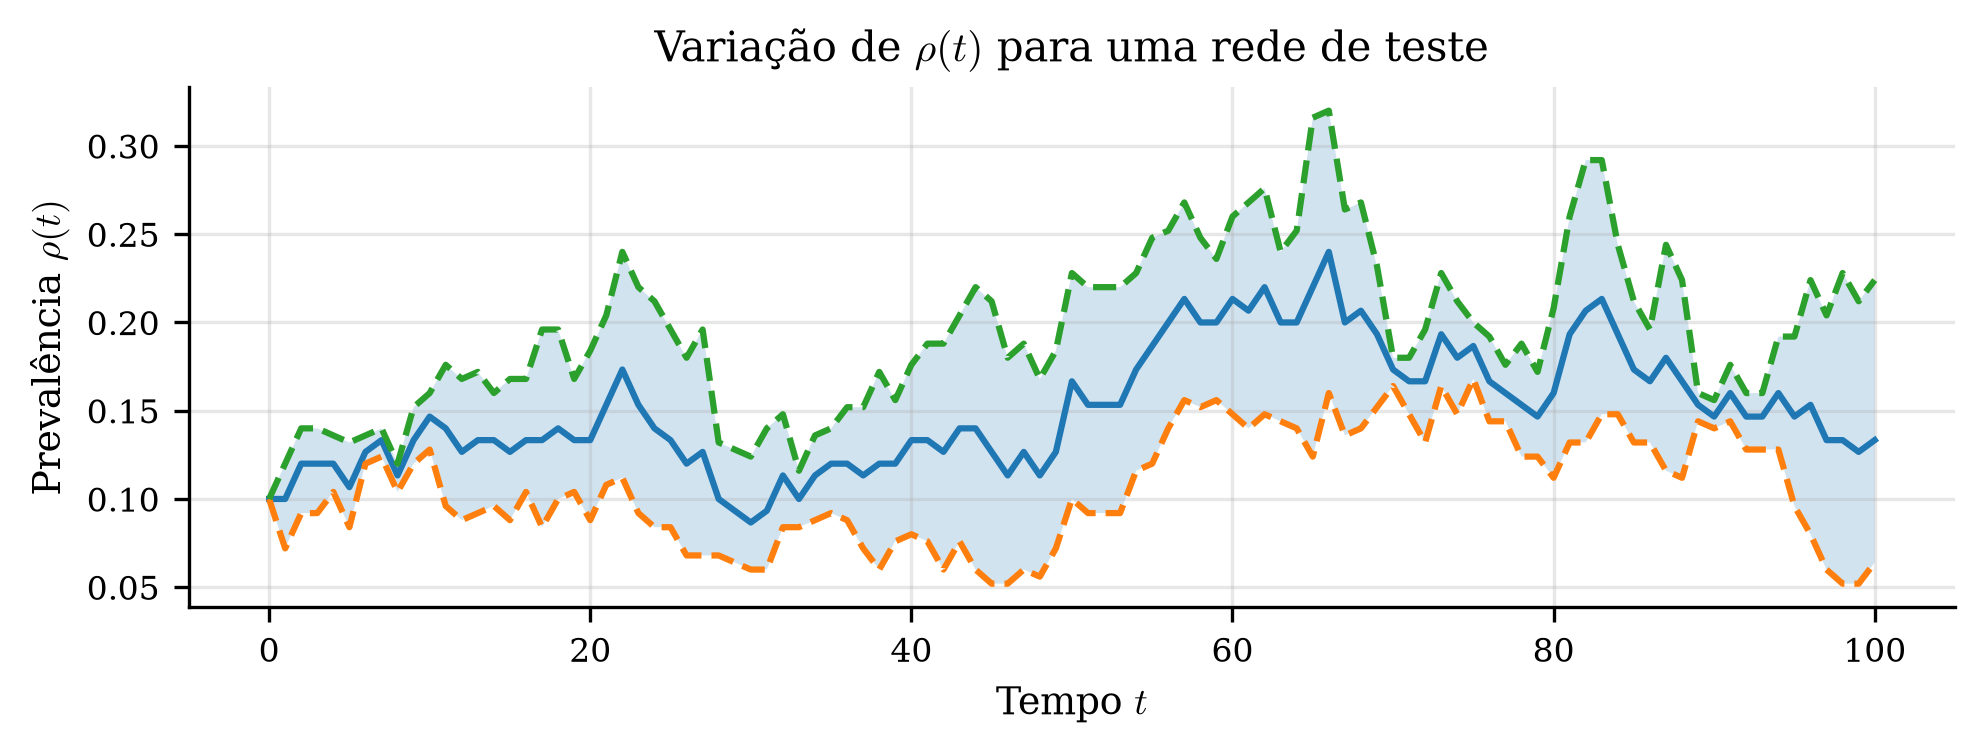 Variação de ρ(t) para uma rede de teste
Prevalência ρ(t)
0.30
0.25
0.20
0.15
0.10
0.05
0 20 40 60 80 100
Tempo t